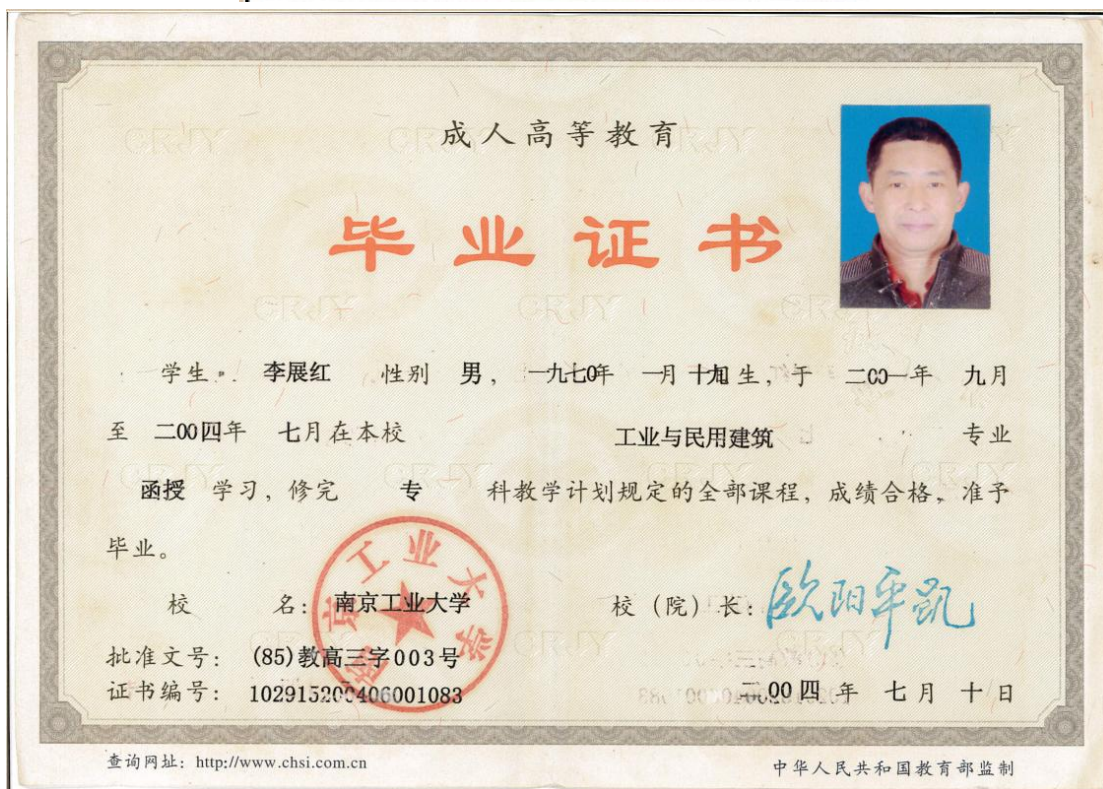 成人高等教育
毕业证书
学生 李展红 性别 男，一九七0年 一月 十九日生，于 二00一年 九月
至 二00四年 七月在本校 工业与民用建筑 专业
函授 学习，修完 专 科教学计划规定的全部课程，成绩合格，准予
毕业。
校 名：南京工业大学 校（院）长：欧阳平凯
批准文号：(85)教高三字003号
证书编号：102915200406001083 二00四年 七月十日
南京工业大学
查询网址：http://www.chsi.com.cn 中华人民共和国教育部监制